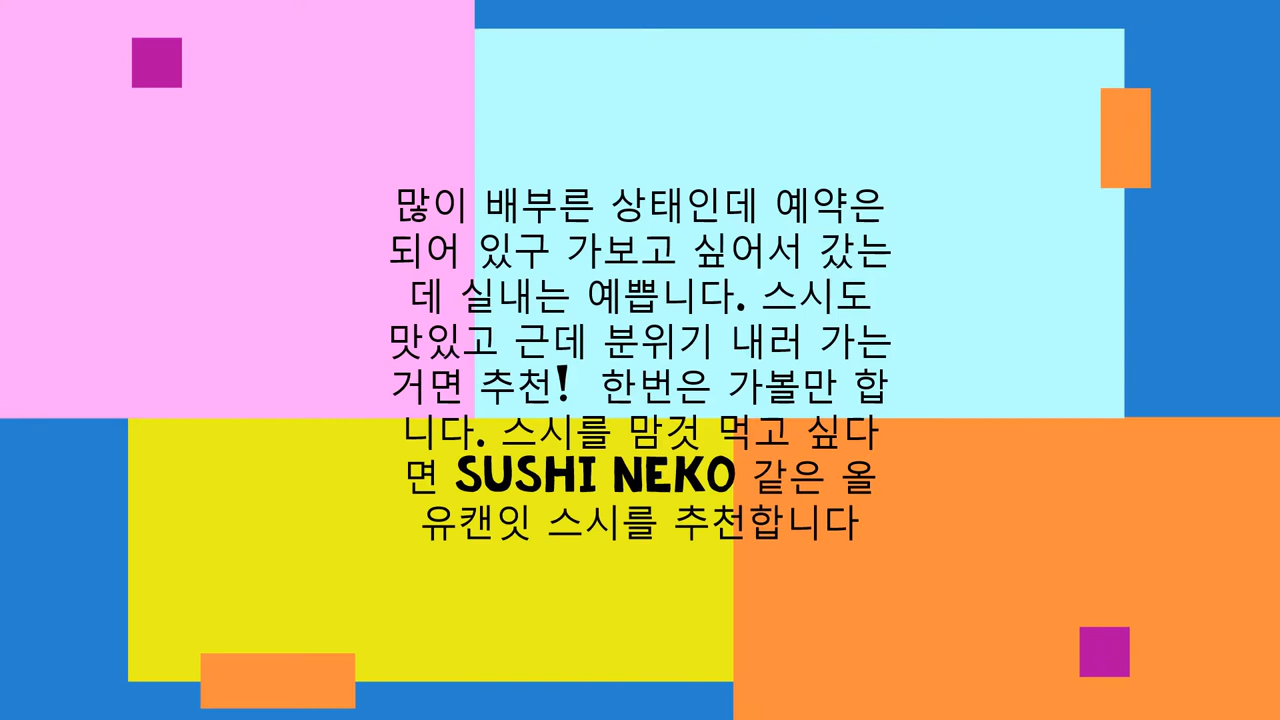 많이 배부른 상태인데 예약은
되어 있구 가보고 싶어서 갔는
데 실내는 예쁩니다. 스시도
맛있고 근데 분위기 내러 가는
거면 추천! 한번은 가볼만 합
니다. 스시를 맘것 먹고 싶다
면 SUSHI NEKO 같은 올
유캔잇 스시를 추천합니다